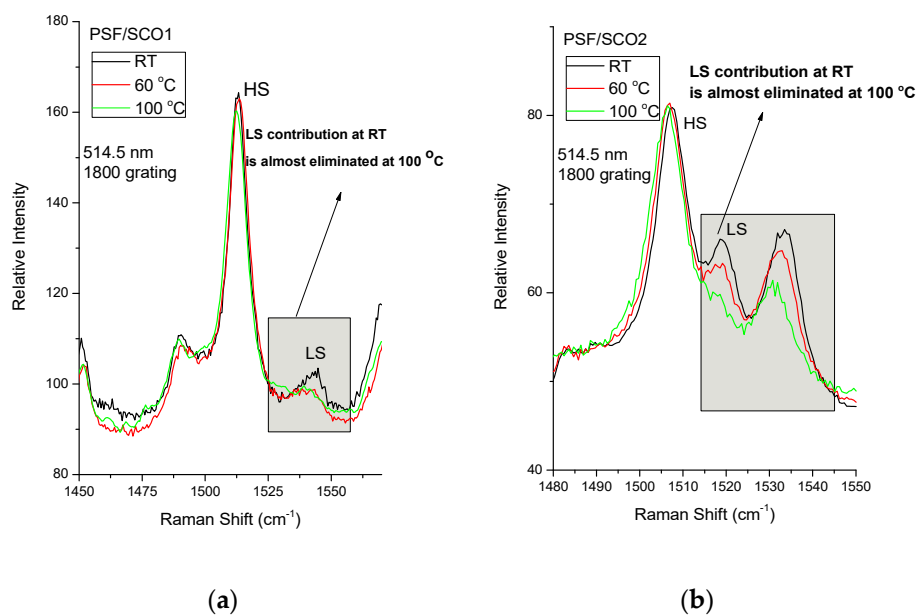 PSF/SCO1
RT
60 °C
100 °C
514.5 nm
1800 grating
HS
LS contribution at RT
is almost eliminated at 100 °C
LS
Relative Intensity
160
140
120
100
80
1450
1475
1500
1525
1550
Raman Shift (cm-1)
(a)
PSF/SCO2
RT
60 °C
100 °C
514.5 nm
1800 grating
HS
LS contribution at RT
is almost eliminated at 100 °C
LS
Relative Intensity
80
60
40
1480
1490
1500
1510
1520
1530
1540
1550
Raman Shift (cm-1)
(b)